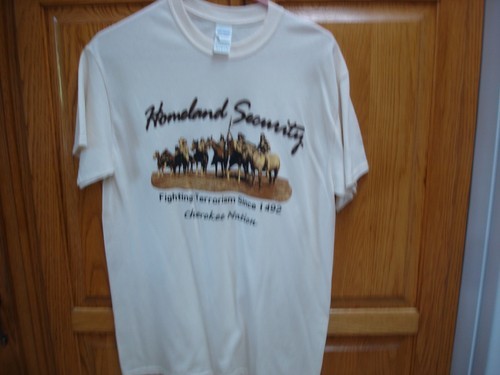 Homeland Security
Fighting Terrorism Since 1492
Cherokee Nation